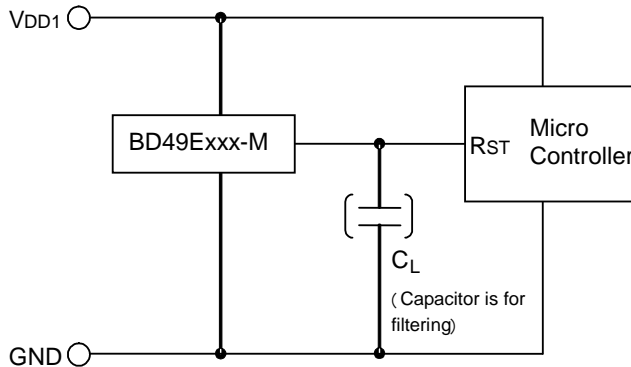 VDD1
BD49Exxx-M
RST
Micro
Controller
CL
(Capacitor is for
filtering)
GND